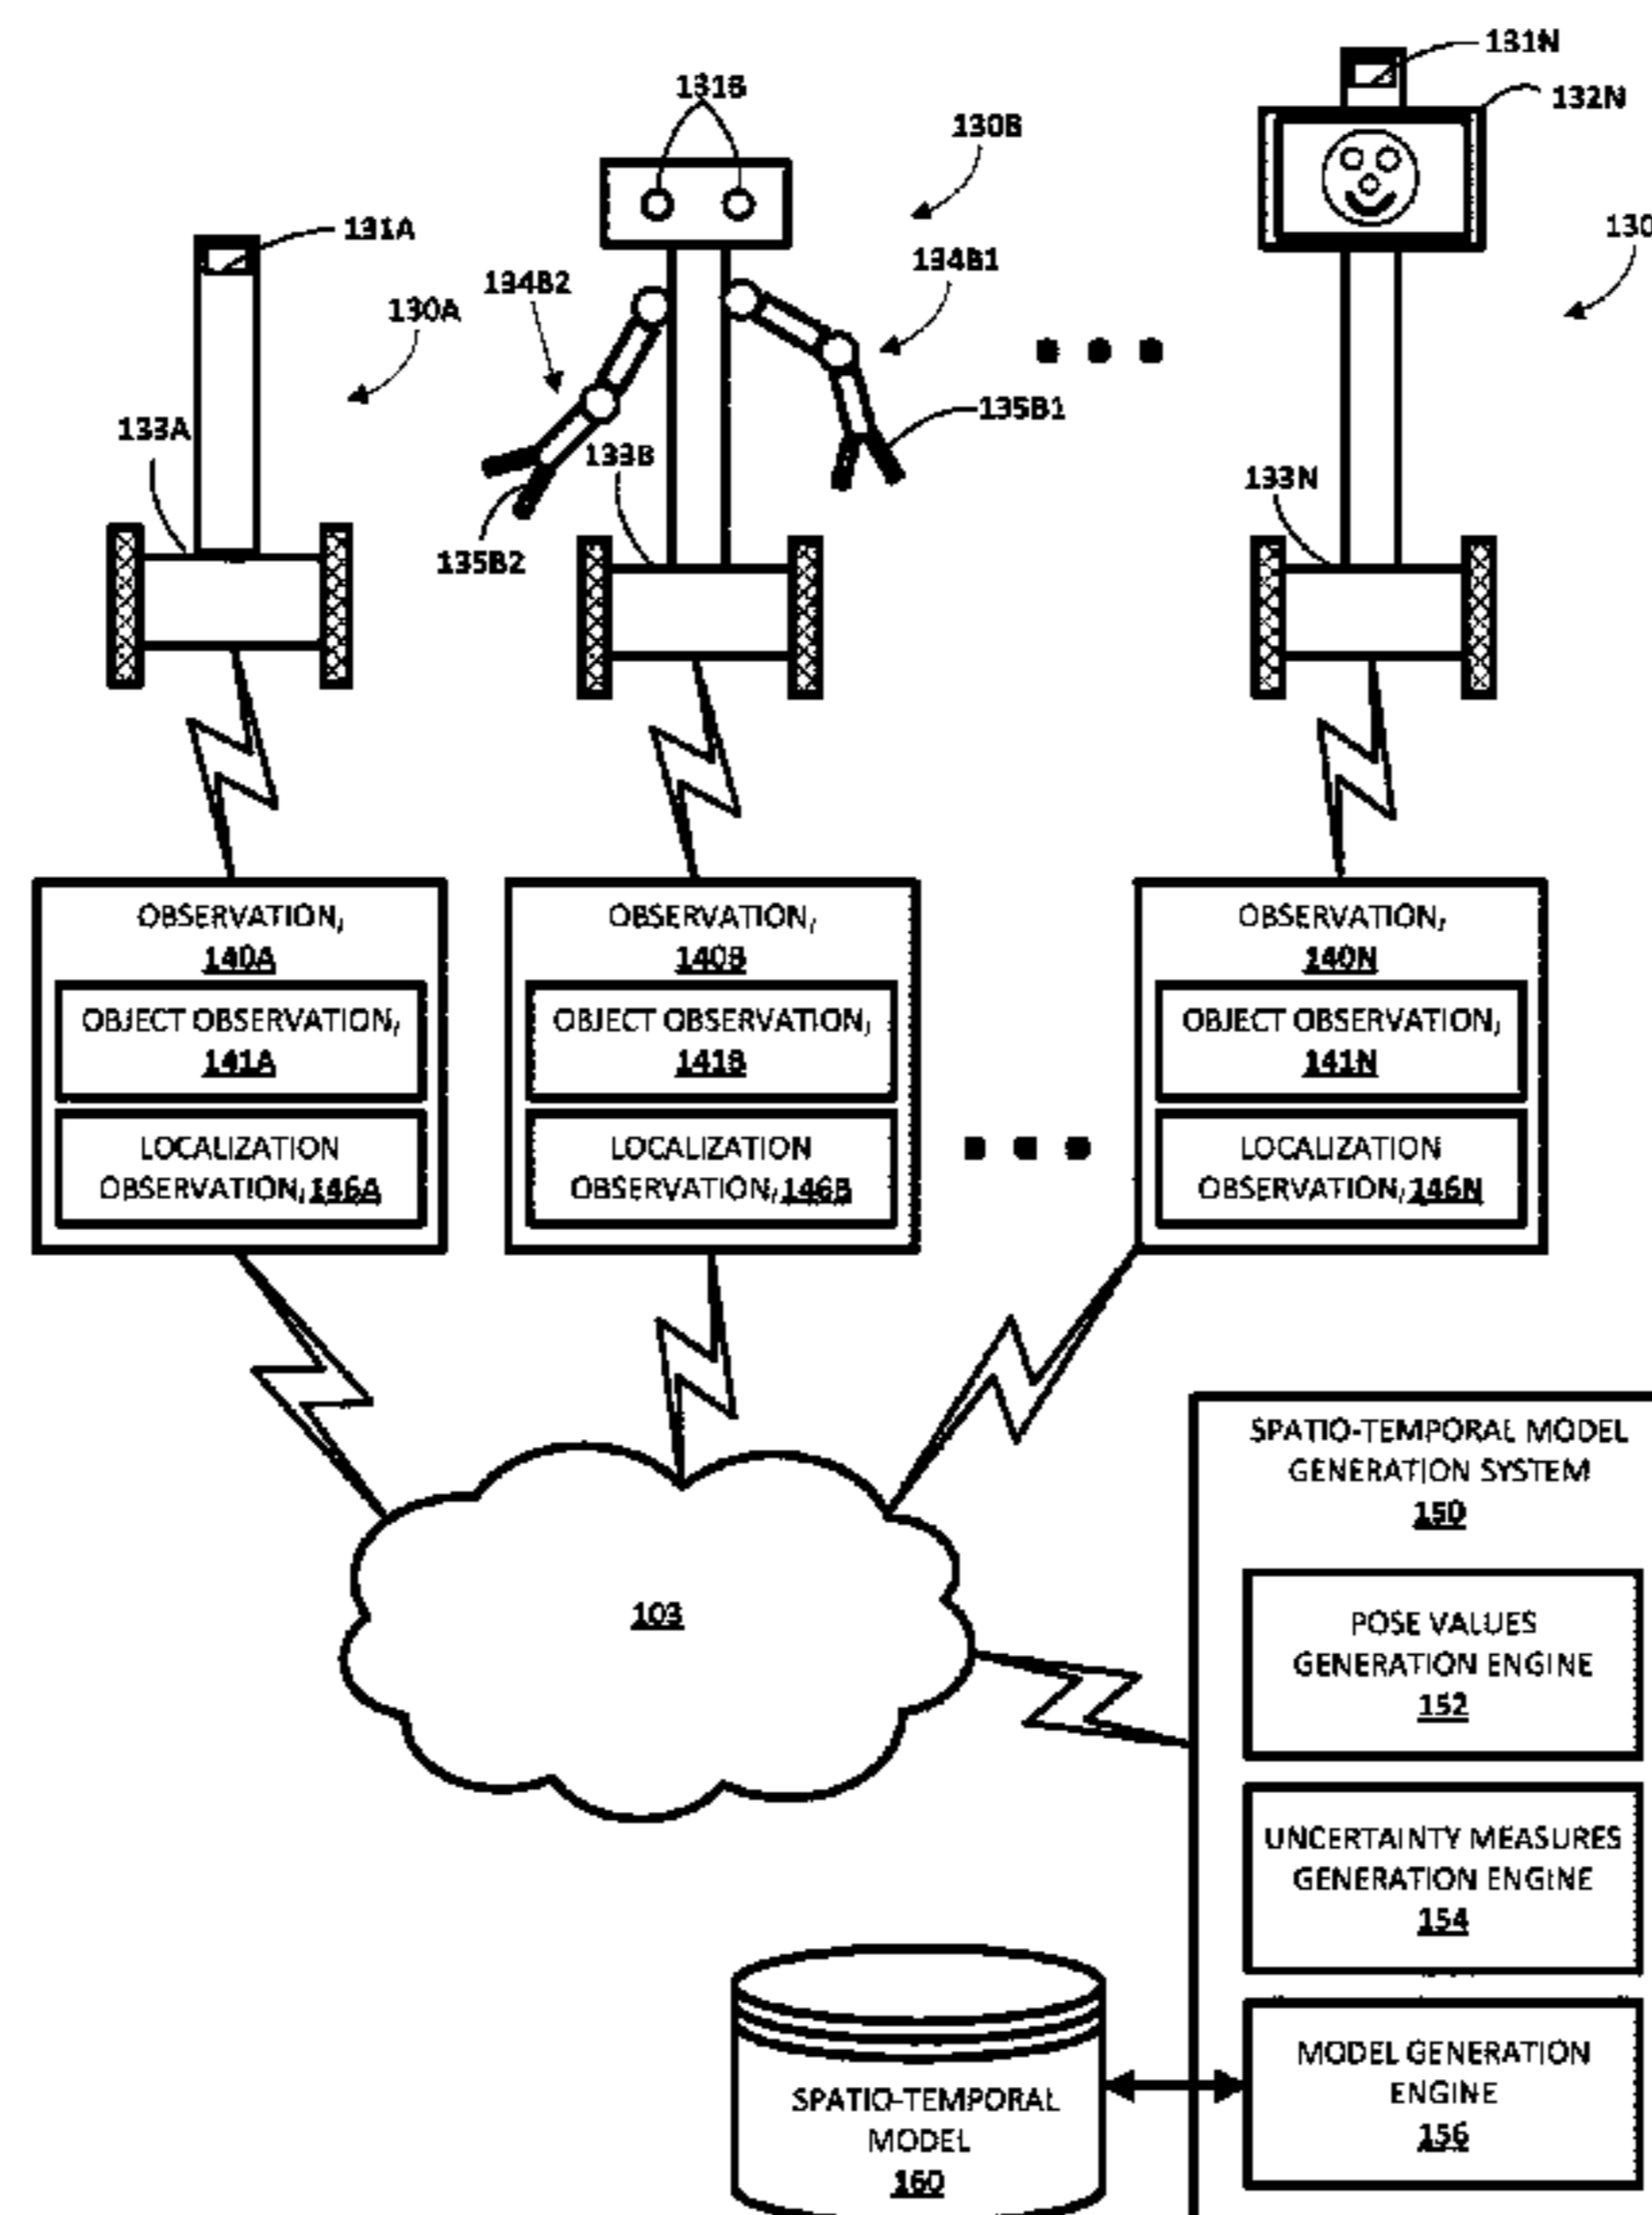 131N
132N
131B
130B
130
131A
134B2
134B1
130A
135B1
133A
133B
133N
135B2
OBSERVATION,
140A
OBJECT OBSERVATION,
141A
LOCALIZATION
OBSERVATION, 146A
OBSERVATION,
140B
OBJECT OBSERVATION,
141B
LOCALIZATION
OBSERVATION, 146B
OBSERVATION,
140N
OBJECT OBSERVATION,
141N
LOCALIZATION
OBSERVATION, 146N
103
SPATIO-TEMPORAL MODEL
GENERATION SYSTEM
150
POSE VALUES
GENERATION ENGINE
152
UNCERTAINTY MEASURES
GENERATION ENGINE
154
MODEL GENERATION
ENGINE
156
SPATIO-TEMPORAL
MODEL
160